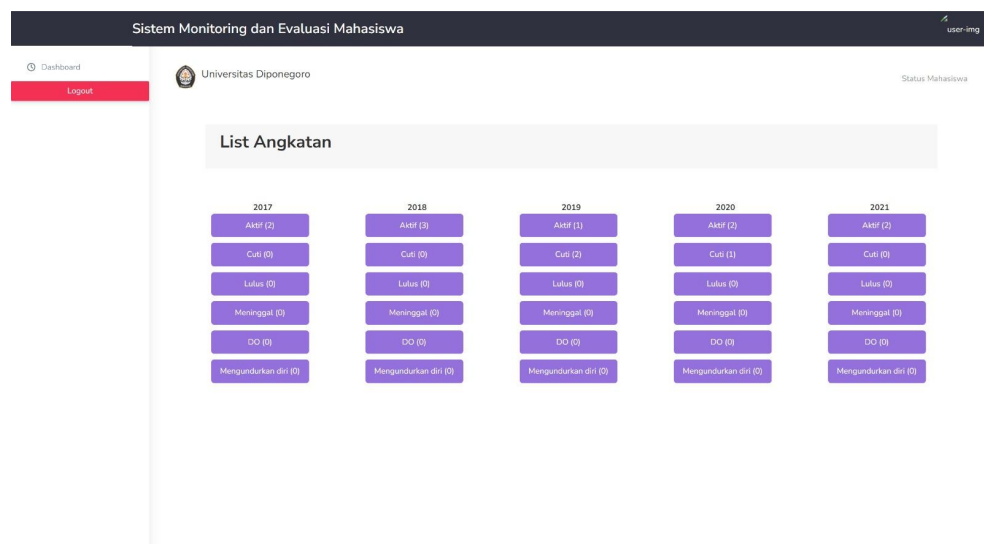 Sistem Monitoring dan Evaluasi Mahasiswa
user-img
Dashboard
Logout
Universitas Diponegoro
Status Mahasiswa
List Angkatan
2017 2018 2019 2020 2021
Aktif (2) Aktif (3) Aktif (1) Aktif (2) Aktif (2)
Cuti (0) Cuti (0) Cuti (2) Cuti (1) Cuti (0)
Lulus (0) Lulus (0) Lulus (0) Lulus (0) Lulus (0)
Meninggal (0) Meninggal (0) Meninggal (0) Meninggal (0) Meninggal (0)
DO (0) DO (0) DO (0) DO (0) DO (0)
Mengundurkan diri (0) Mengundurkan diri (0) Mengundurkan diri (0) Mengundurkan diri (0) Mengundurkan diri (0)